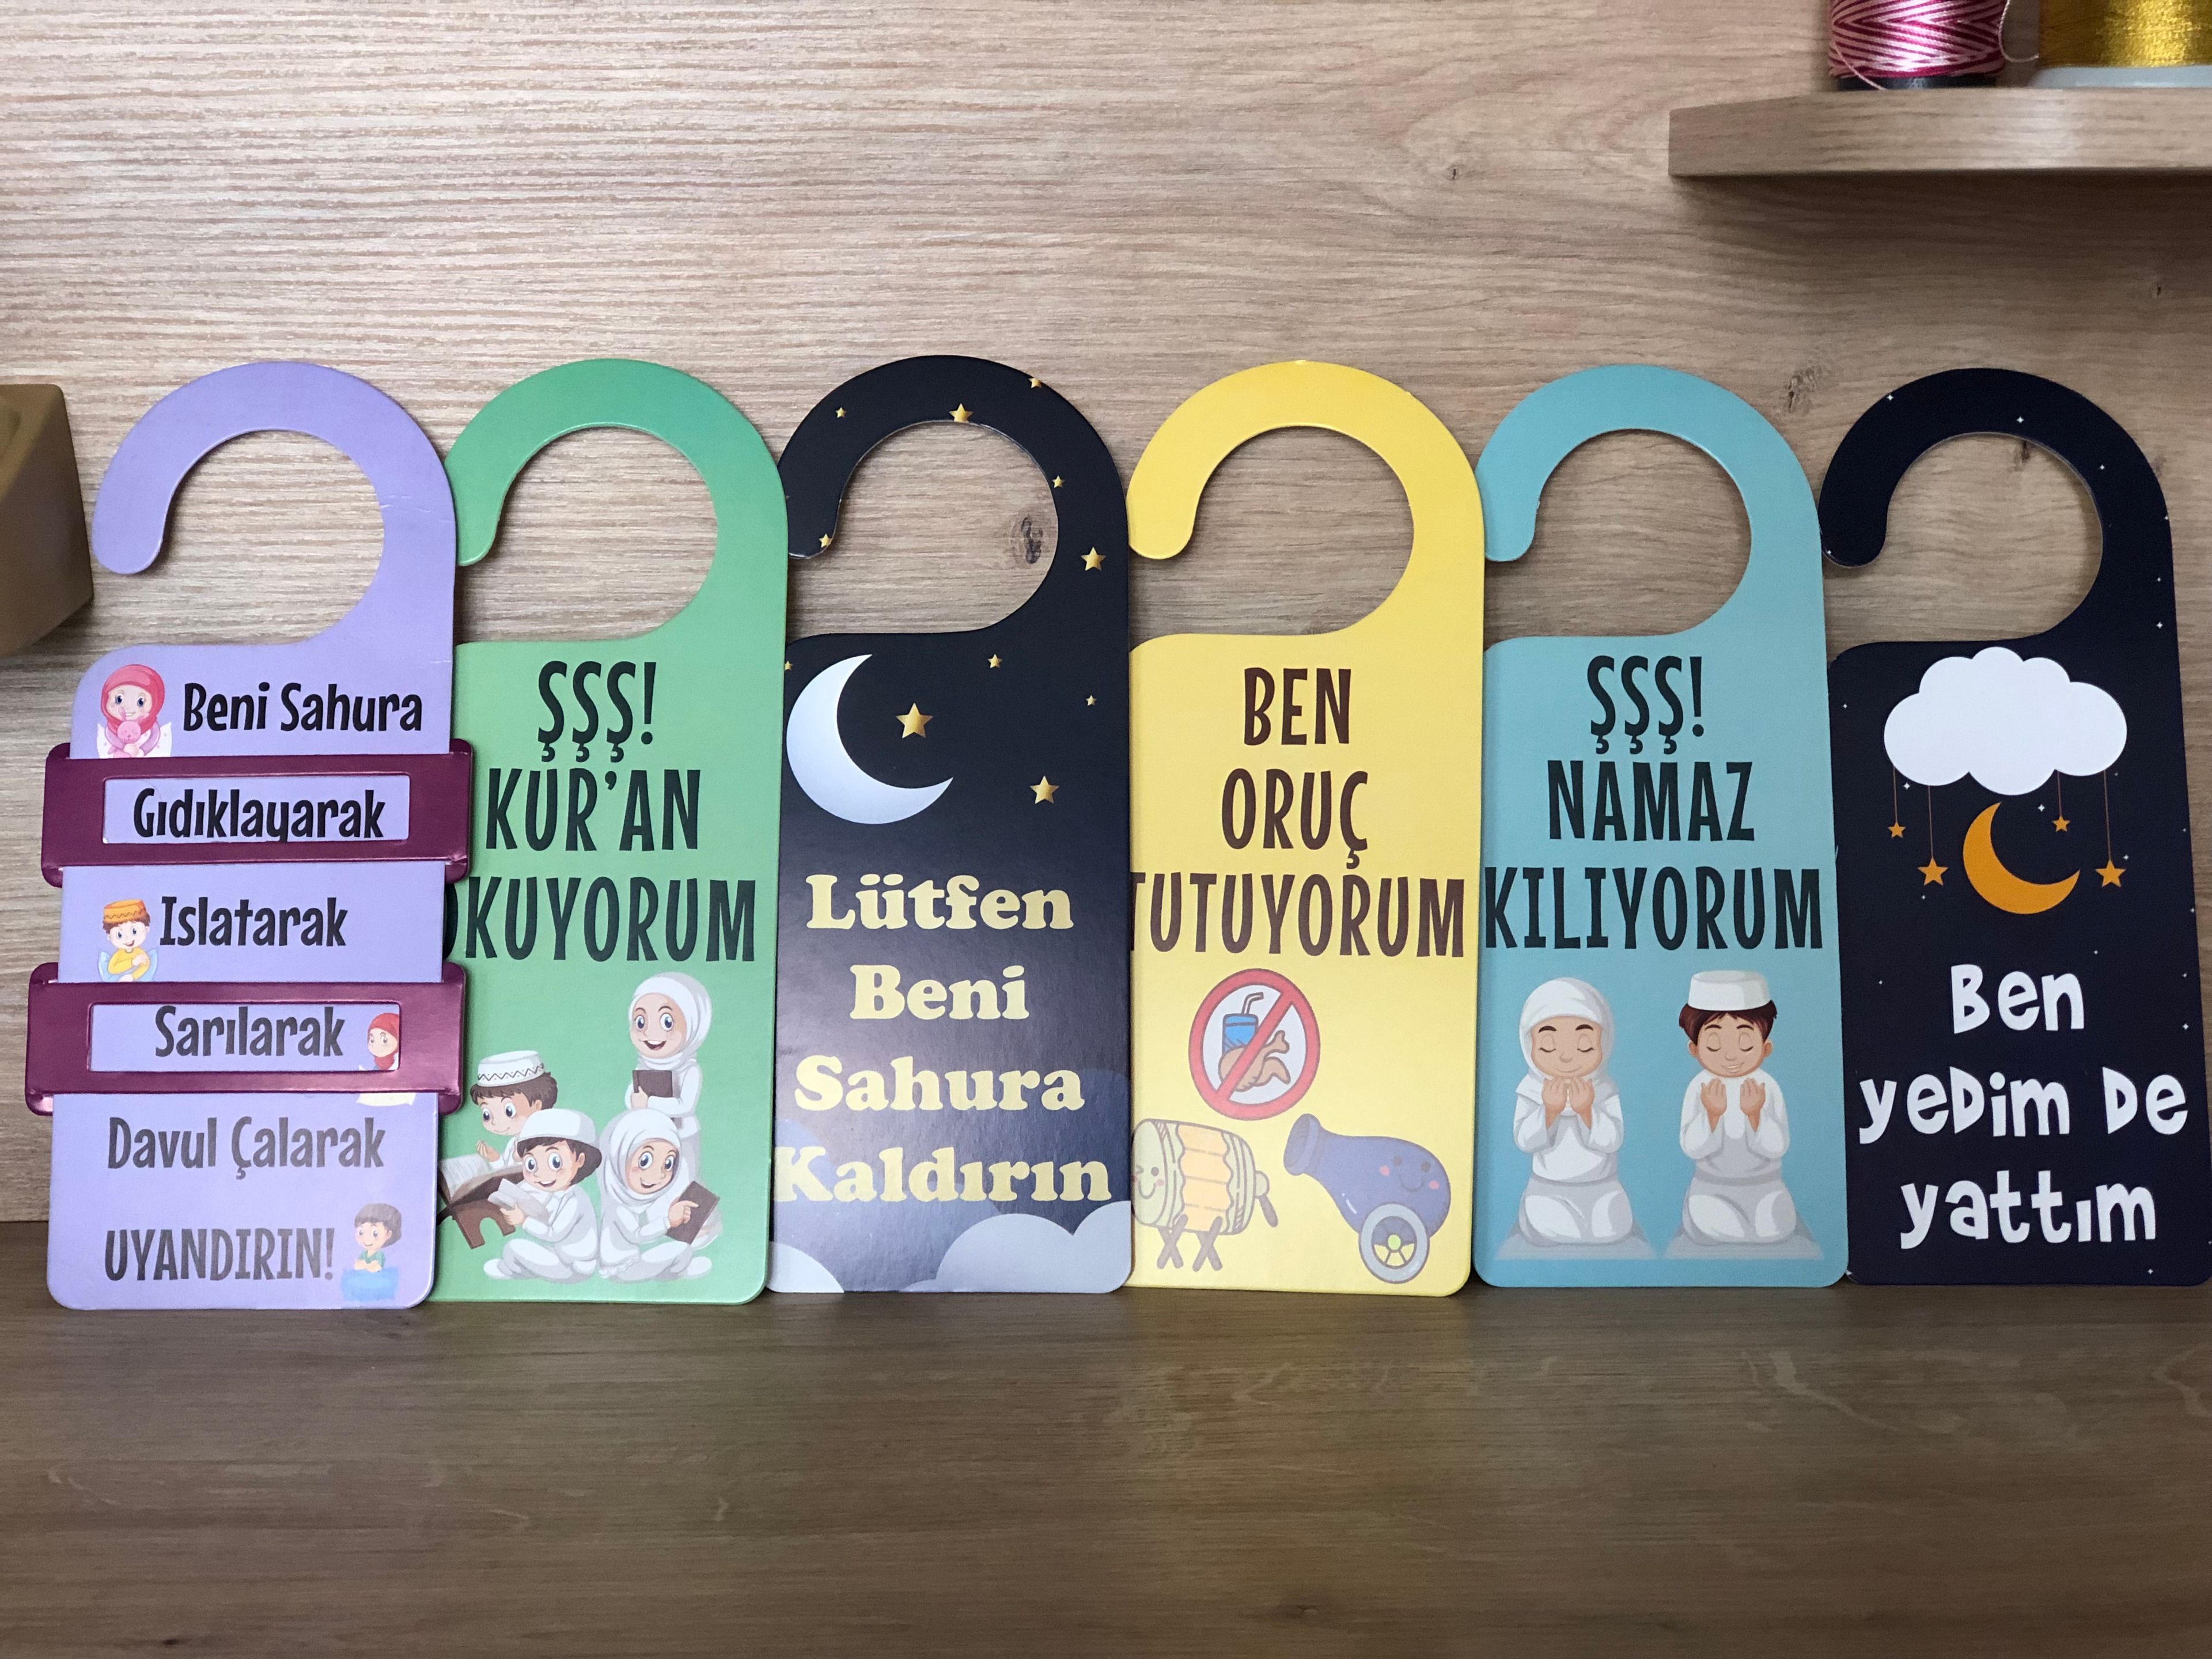 Beni Sahura
Gıdıklayarak
Islatarak
Sarılarak
Davul Çalarak
UYANDIRIN!
ŞŞŞ!
KUR'AN
OKUYORUM
Lütfen
Beni
Sahura
Kaldırın
BEN
ORUÇ
TUTUYORUM
ŞŞŞ!
NAMAZ
KILIYORUM
Ben
yeDim De
yattım